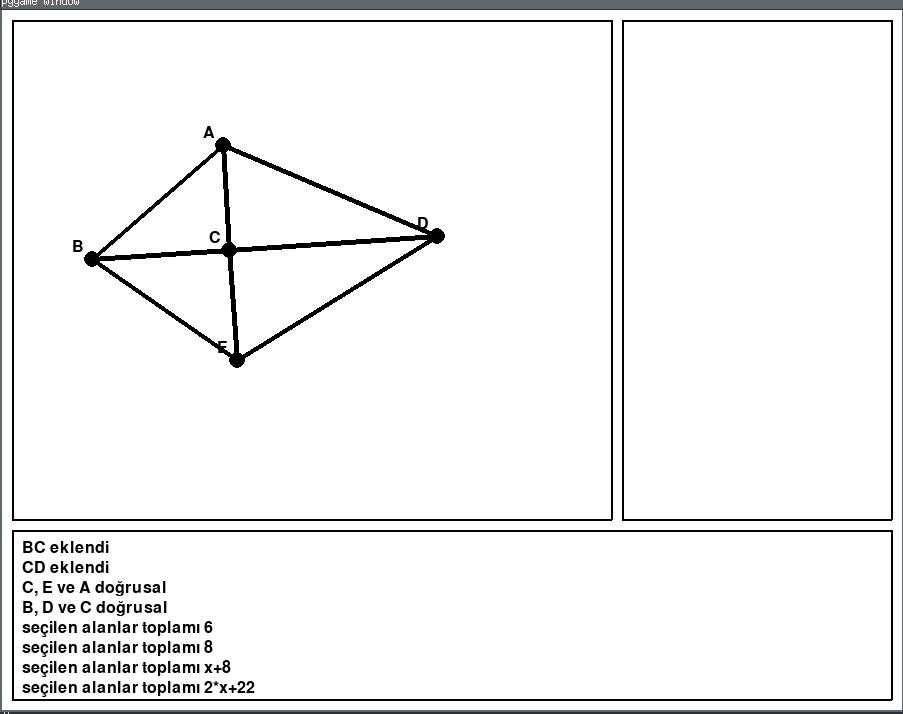 pygame window
A
D
C
B
E
BC eklendi
CD eklendi
C, E ve A doğrusal
B, D ve C doğrusal
seçilen alanlar toplamı 6
seçilen alanlar toplamı 8
seçilen alanlar toplamı x+8
seçilen alanlar toplamı 2*x+22